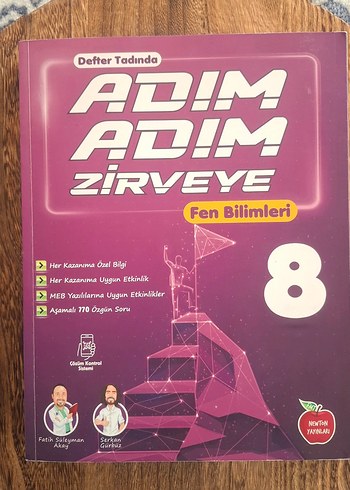 Defter Tadında
ADIM
ADIM
ZİRVEYE
Fen Bilimleri
8
Her Kazanıma Özel Bilgi
Her Kazanıma Uygun Etkinlik
MEB Yazılılarına Uygun Etkinlikler
Aşamalı 770 Özgün Soru
Çözüm Kontrol
Sistemi
Fatih Süleyman
Akay
Serkan
Gürbüz
NEWTON
YAYINLARI